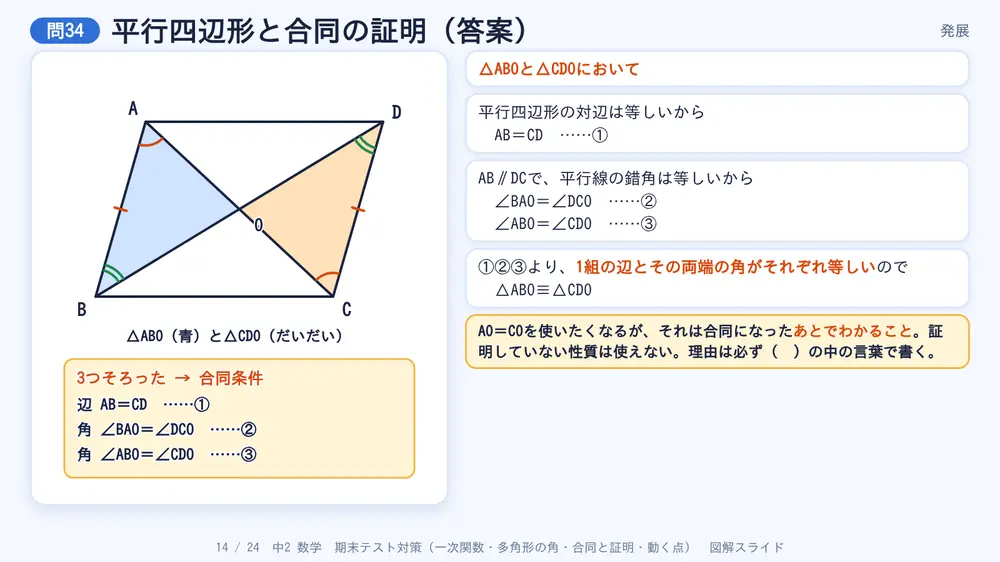 問34 平行四辺形と合同の証明（答案）
発展
A
D
O
B
C
△ABO（青）と△CDO（だいだい）
3つそろった → 合同条件
辺 AB＝CD ……①
角 ∠BAO＝∠DCO ……②
角 ∠ABO＝∠CDO ……③
△ABOと△CDOにおいて
平行四辺形の対辺は等しいから
AB＝CD ……①
AB∥DCで、平行線の錯角は等しいから
∠BAO＝∠DCO ……②
∠ABO＝∠CDO ……③
①②③より、1組の辺とその両端の角がそれぞれ等しいので
△ABO≡△CDO
AO＝COを使いたくなるが、それは合同になったあとでわかること。証
明していない性質は使えない。理由は必ず（　）の中の言葉で書く。
14 / 24 中2 数学 期末テスト対策（一次関数・多角形の角・合同と証明・動く点） 図解スライド